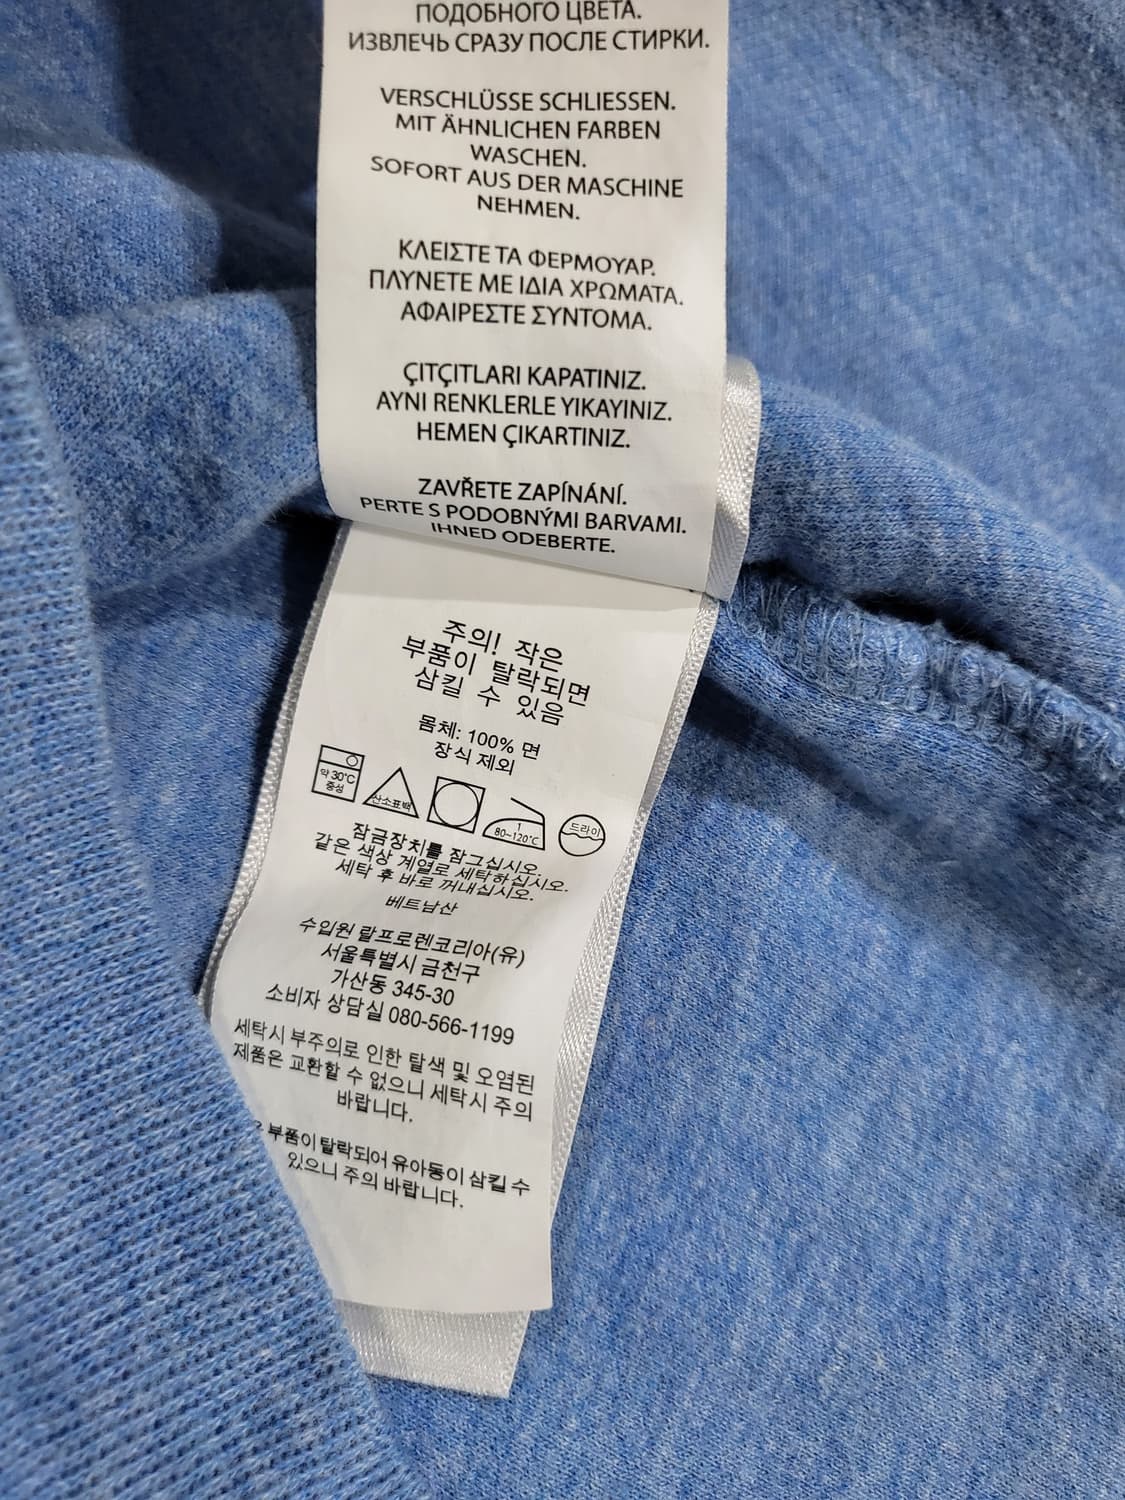 ПОДОБНОГО ЦВЕТА.
ИЗВЛЕЧЬ СРАЗУ ПОСЛЕ СТИРКИ.
VERSCHLÜSSE SCHLIESSEN.
MIT ÄHNLICHEN FARBEN
WASCHEN.
SOFORT AUS DER MASCHINE
NEHMEN.
ΚΛΕΙΣΤΕ ΤΑ ΦΕΡΜΟΥΑΡ.
ΠΛΥΝΕΤΕ ΜΕ ΙΔΙΑ ΧΡΩΜΑΤΑ.
ΑΦΑΙΡΕΣΤΕ ΣΥΝΤΟΜΑ.
ÇITÇITLARI KAPATINIZ.
AYNI RENKLERLE YIKAYINIZ.
HEMEN ÇIKARTINIZ.
ZAVŘETE ZAPÍNÁNÍ.
PERTE S PODOBNÝMI BARVAMI.
IHNED ODEBERTE.
주의! 작은
부품이 탈락되면
삼킬 수 있음
몸체: 100% 면
장식 제외
약 30°C
중성
산소표백
1
80~120°C
드라이
잠금장치를 잠그십시오.
같은 색상 계열로 세탁하십시오.
세탁 후 바로 꺼내십시오.
베트남산
수입원 랄프로렌코리아(유)
서울특별시 금천구
가산동 345-30
소비자 상담실 080-566-1199
세탁시 부주의로 인한 탈색 및 오염된
제품은 교환할 수 없으니 세탁시 주의
바랍니다.
부품이 탈락되어 유아동이 삼킬 수
있으니 주의 바랍니다.